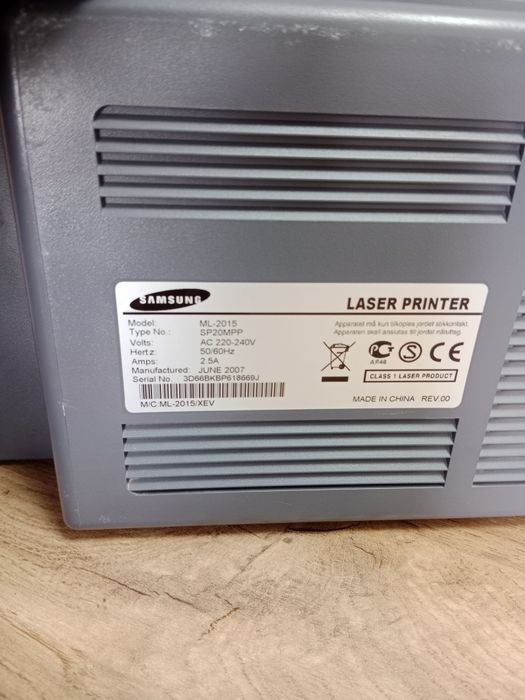 SAMSUNG
LASER PRINTER
Model: ML-2015
Type No.: SP20MPP
Volts: AC 220-240V
Hertz: 50/60Hz
Amps: 2.5A
Manufactured: JUNE 2007
Serial No. 3D66BKBP618669J
M/C:ML-2015/XEV
Apparatet må kun tilkoples jordet stikkontakt.
Apparaten skall anslutas till jordat nätuttag.
AP46
S
CE
CLASS 1 LASER PRODUCT
MADE IN CHINA REV.00